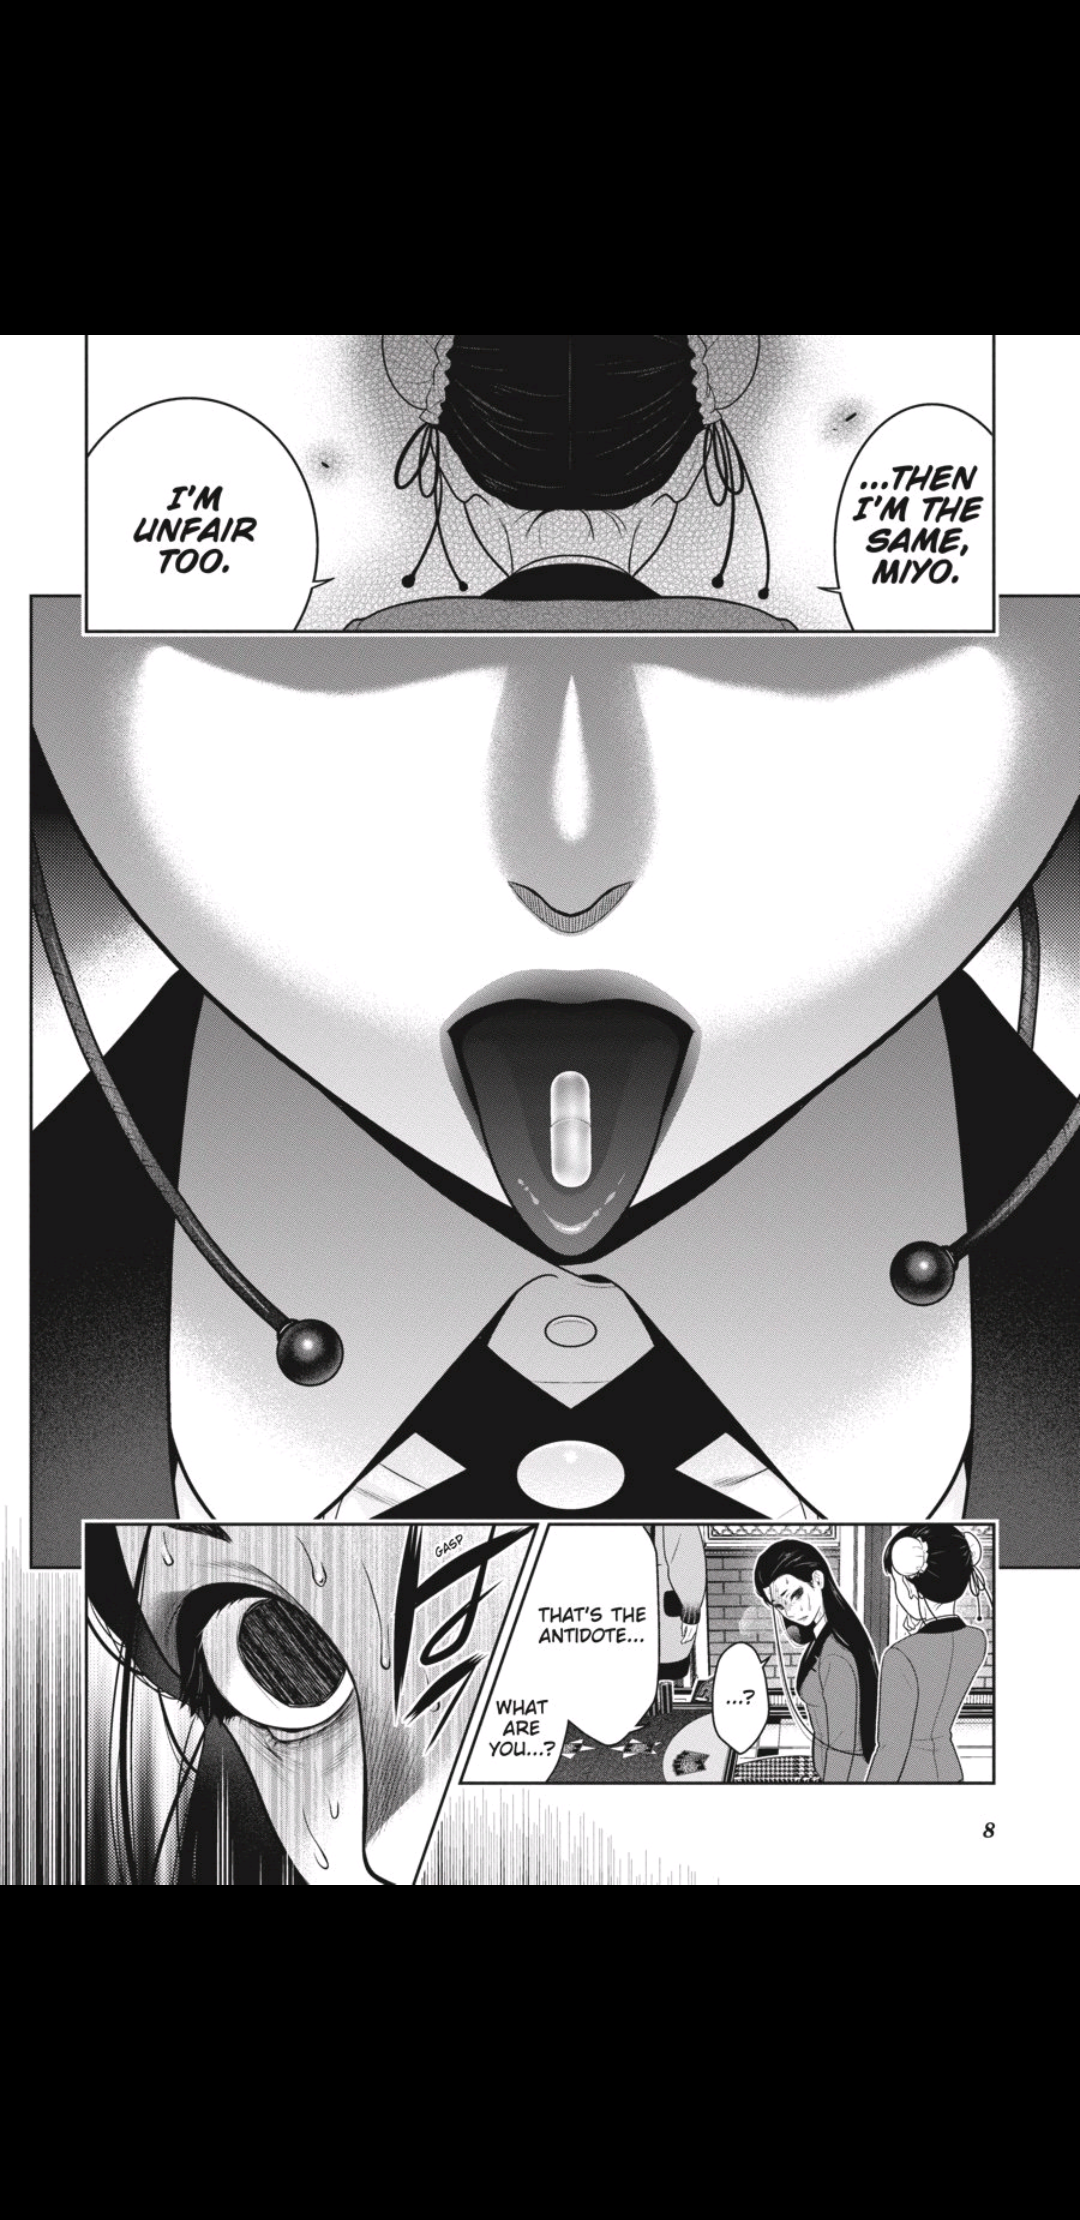 ...THEN
I'M THE
SAME,
MIYO.
I'M
UNFAIR
TOO.
...?
THAT'S THE
ANTIDOTE...
WHAT
ARE
YOU...?
GASP
8